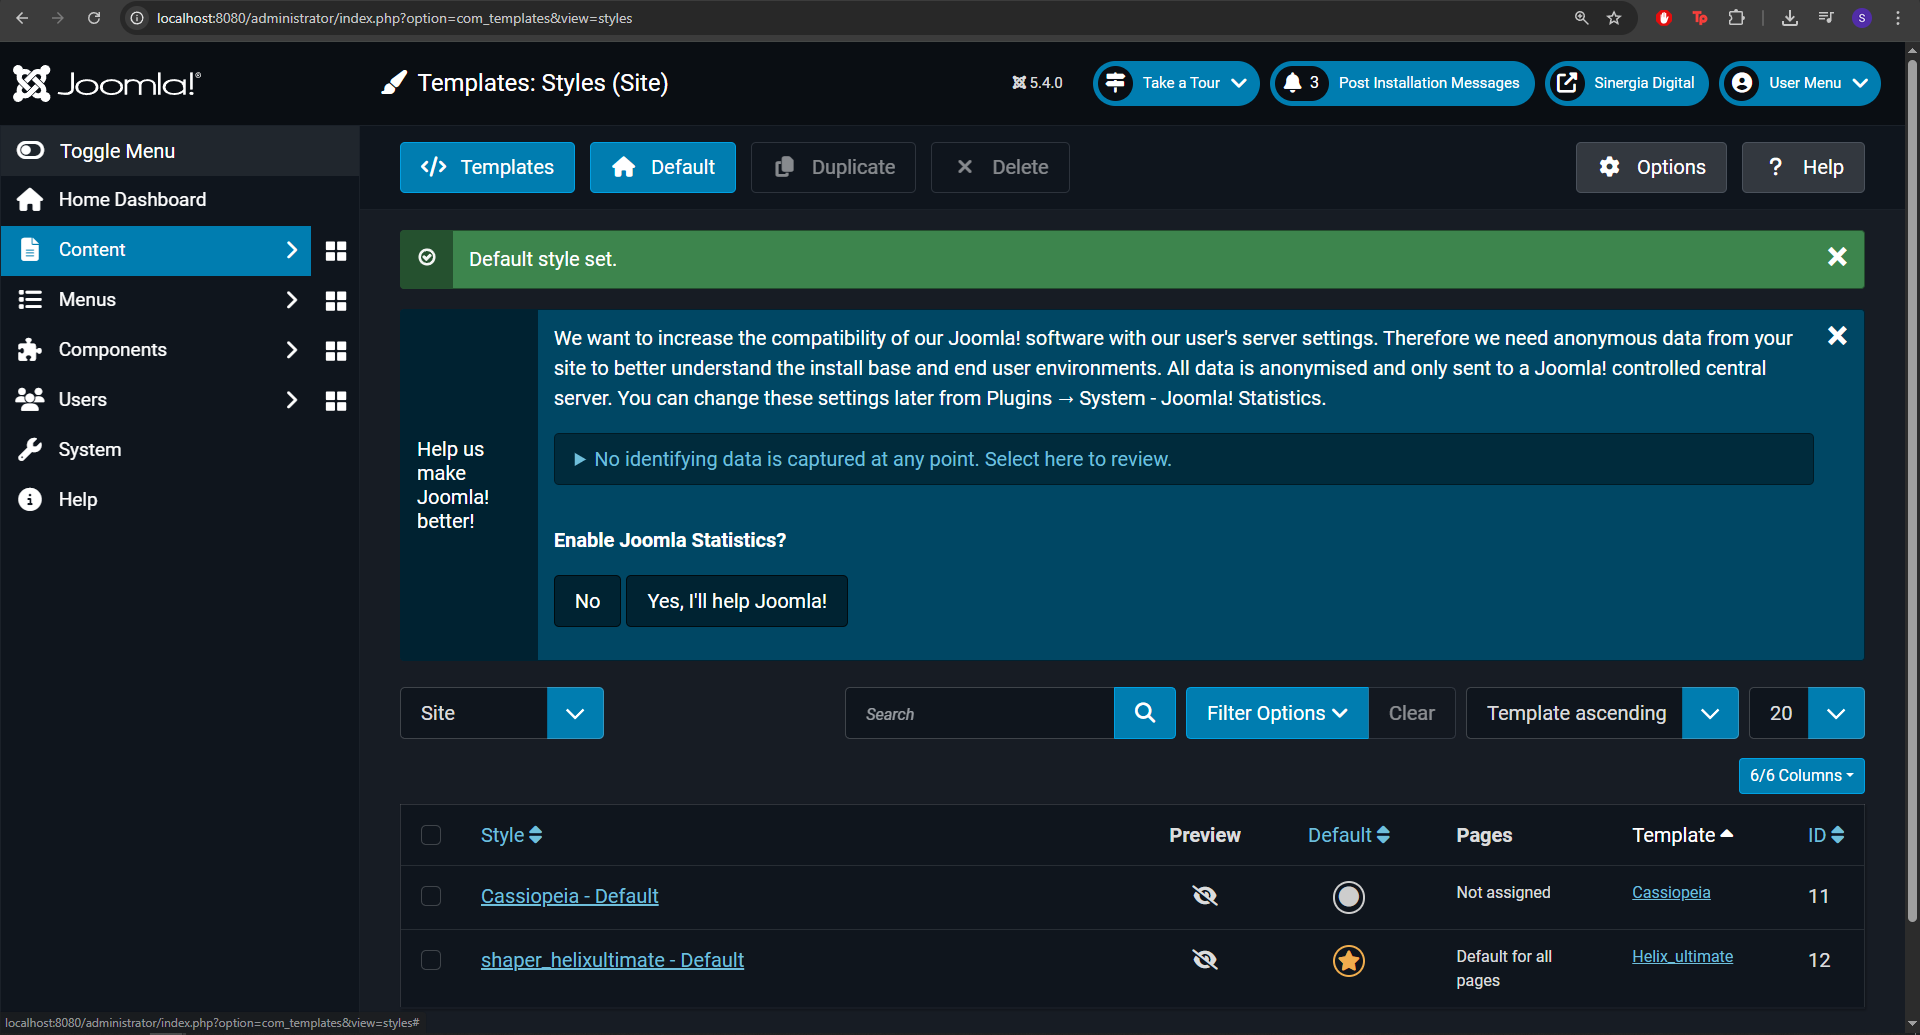 localhost:8080/administrator/index.php?option=com_templates&view=styles
Tp
S
Joomla!®
Templates: Styles (Site)
5.4.0
Take a Tour
3 Post Installation Messages
Sinergia Digital
User Menu
Toggle Menu
Home Dashboard
Content
Menus
Components
Users
System
Help
</> Templates
Default
Duplicate
Delete
Options
? Help
Default style set.
Help us
make
Joomla!
better!
We want to increase the compatibility of our Joomla! software with our user's server settings. Therefore we need anonymous data from your
site to better understand the install base and end user environments. All data is anonymised and only sent to a Joomla! controlled central
server. You can change these settings later from Plugins → System - Joomla! Statistics.
▶ No identifying data is captured at any point. Select here to review.
Enable Joomla Statistics?
No
Yes, I'll help Joomla!
Site
Search
Filter Options
Clear
Template ascending
20
6/6 Columns
Style Preview Default Pages Template ID
Cassiopeia - Default Not assigned Cassiopeia 11
shaper_helixultimate - Default Default for all Helix_ultimate 12
pages
localhost:8080/administrator/index.php?option=com_templates&view=styles#